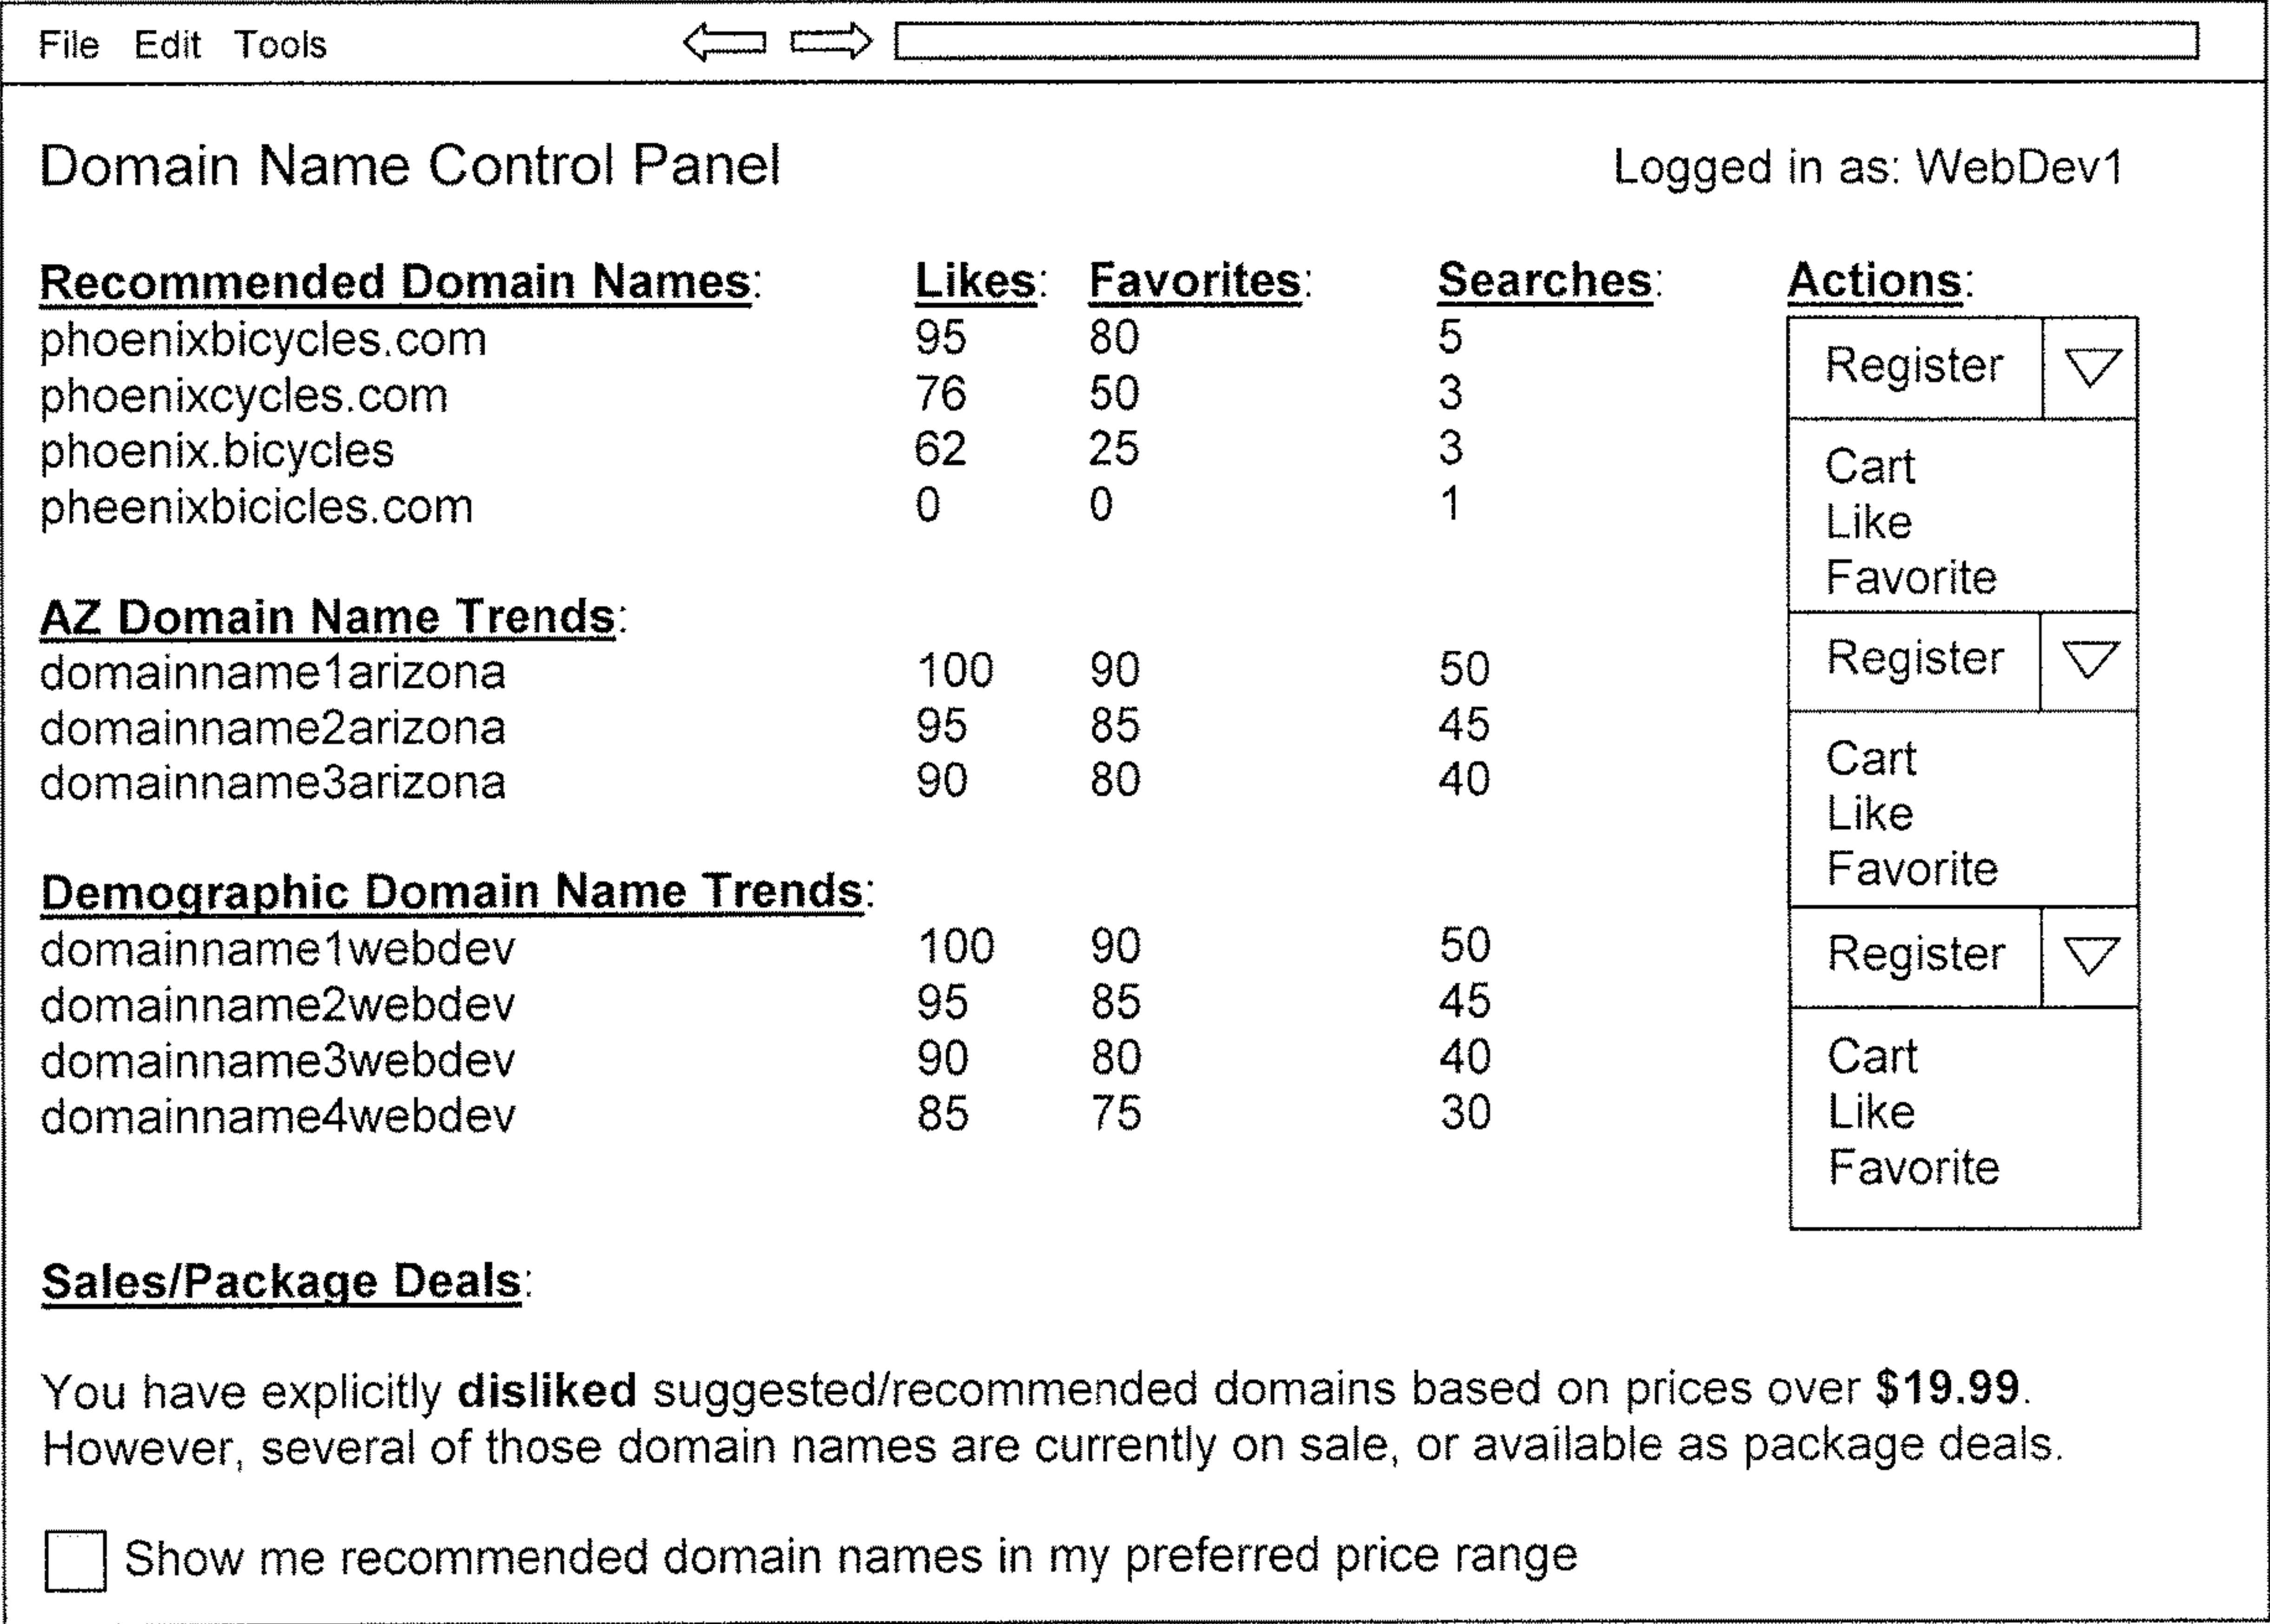 File Edit Tools
Domain Name Control Panel Logged in as: WebDev1
Recommended Domain Names: Likes: Favorites: Searches: Actions:
phoenixbicycles.com 95 80 5 Register
phoenixcycles.com 76 50 3
phoenix.bicycles 62 25 3 Cart
pheenixbicicles.com 0 0 1 Like
Favorite
AZ Domain Name Trends:
domainname1arizona 100 90 50 Register
domainname2arizona 95 85 45 Cart
domainname3arizona 90 80 40 Like
Favorite
Demographic Domain Name Trends:
domainname1webdev 100 90 50 Register
domainname2webdev 95 85 45
domainname3webdev 90 80 40 Cart
domainname4webdev 85 75 30 Like
Favorite
Sales/Package Deals:
You have explicitly disliked suggested/recommended domains based on prices over $19.99.
However, several of those domain names are currently on sale, or available as package deals.
Show me recommended domain names in my preferred price range